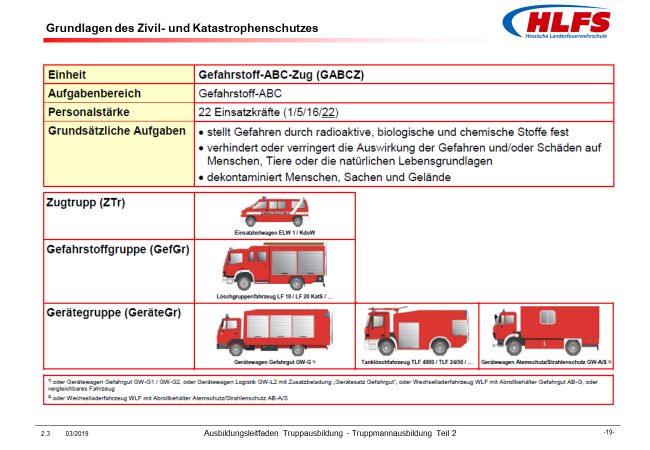 Grundlagen des Zivil- und Katastrophenschutzes
HLFS
Hessische Landesfeuerwehrschule
Einheit
Gefahrstoff-ABC-Zug (GABCZ)
Aufgabenbereich
Gefahrstoff-ABC
Personalstärke
22 Einsatzkräfte (1/5/16/22)
Grundsätzliche Aufgaben
• stellt Gefahren durch radioaktive, biologische und chemische Stoffe fest
• verhindert oder verringert die Auswirkung der Gefahren und/oder Schäden auf
Menschen, Tiere oder die natürlichen Lebensgrundlagen
• dekontaminiert Menschen, Sachen und Gelände
Zugtrupp (ZTr)
Einsatzleitwagen ELW 1 / KdoW
Gefahrstoffgruppe (GefGr)
Löschgruppenfahrzeug LF 10 / LF 20 KatS / ...
Gerätegruppe (GeräteGr)
Gerätewagen Gefahrgut GW-G ¹⁾
Tanklöschfahrzeug TLF 4000 / TLF 24/50 / ...
Gerätewagen Atemschutz/Strahlenschutz GW-A/S ²⁾
¹⁾ oder Gerätewagen Gefahrgut GW-G1 / GW-G2, oder Gerätewagen Logistik GW-L2 mit Zusatzbeladung „Gerätesatz Gefahrgut", oder Wechselladerfahrzeug WLF mit Abrollbehälter Gefahrgut AB-G, oder
vergleichbares Fahrzeug
²⁾ oder Wechselladerfahrzeug WLF mit Abrollbehälter Atemschutz/Strahlenschutz AB-A/S
2.3 03/2019
Ausbildungsleitfaden Truppausbildung - Truppmannausbildung Teil 2
-19-